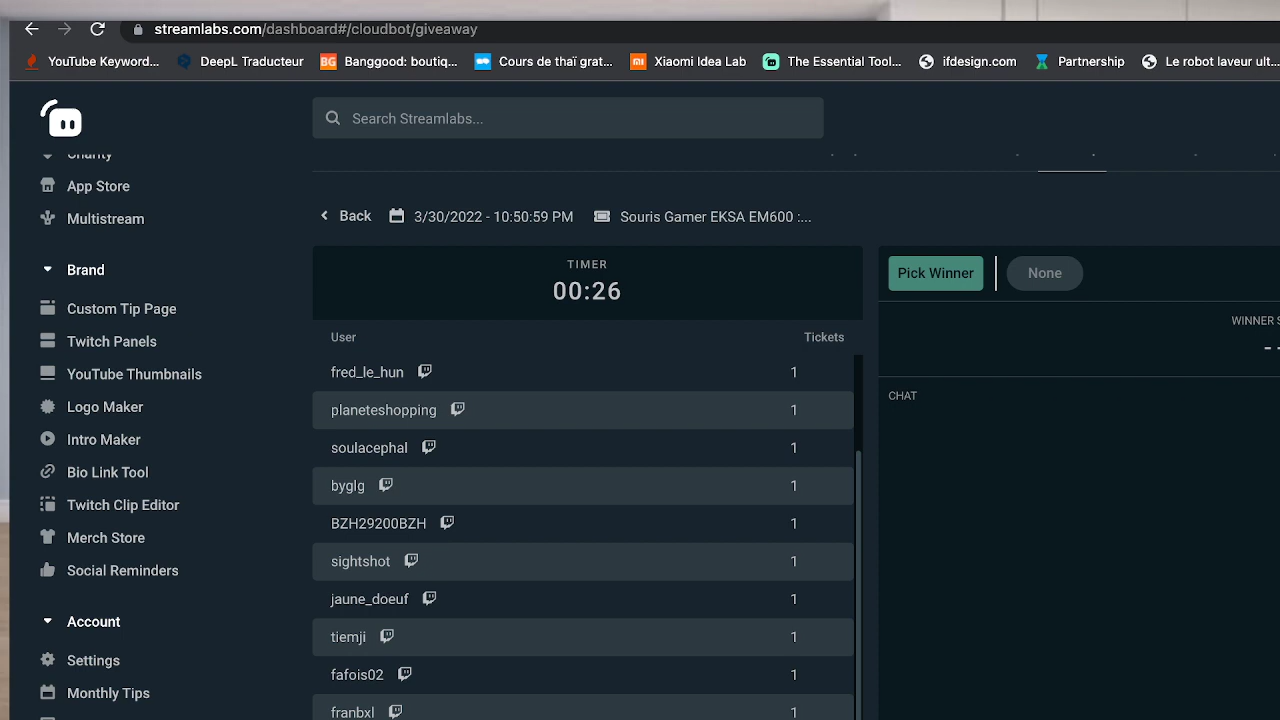 streamlabs.com/dashboard#/cloudbot/giveaway
YouTube Keyword... DeepL Traducteur BG Banggood: boutiq... Cours de thaï grat... Xiaomi Idea Lab The Essential Tool... ifdesign.com Partnership Le robot laveur ult...
Search Streamlabs...
Charity
App Store
Multistream
Brand
Custom Tip Page
Twitch Panels
YouTube Thumbnails
Logo Maker
Intro Maker
Bio Link Tool
Twitch Clip Editor
Merch Store
Social Reminders
Account
Settings
Monthly Tips
Back 3/30/2022 - 10:50:59 PM Souris Gamer EKSA EM600 :...
TIMER
00:26
User Tickets
fred_le_hun 1
planeteshopping 1
soulacephal 1
byglg 1
BZH29200BZH 1
sightshot 1
jaune_doeuf 1
tiemji 1
fafois02 1
franbxl 1
Pick Winner None
WINNER S
--
CHAT